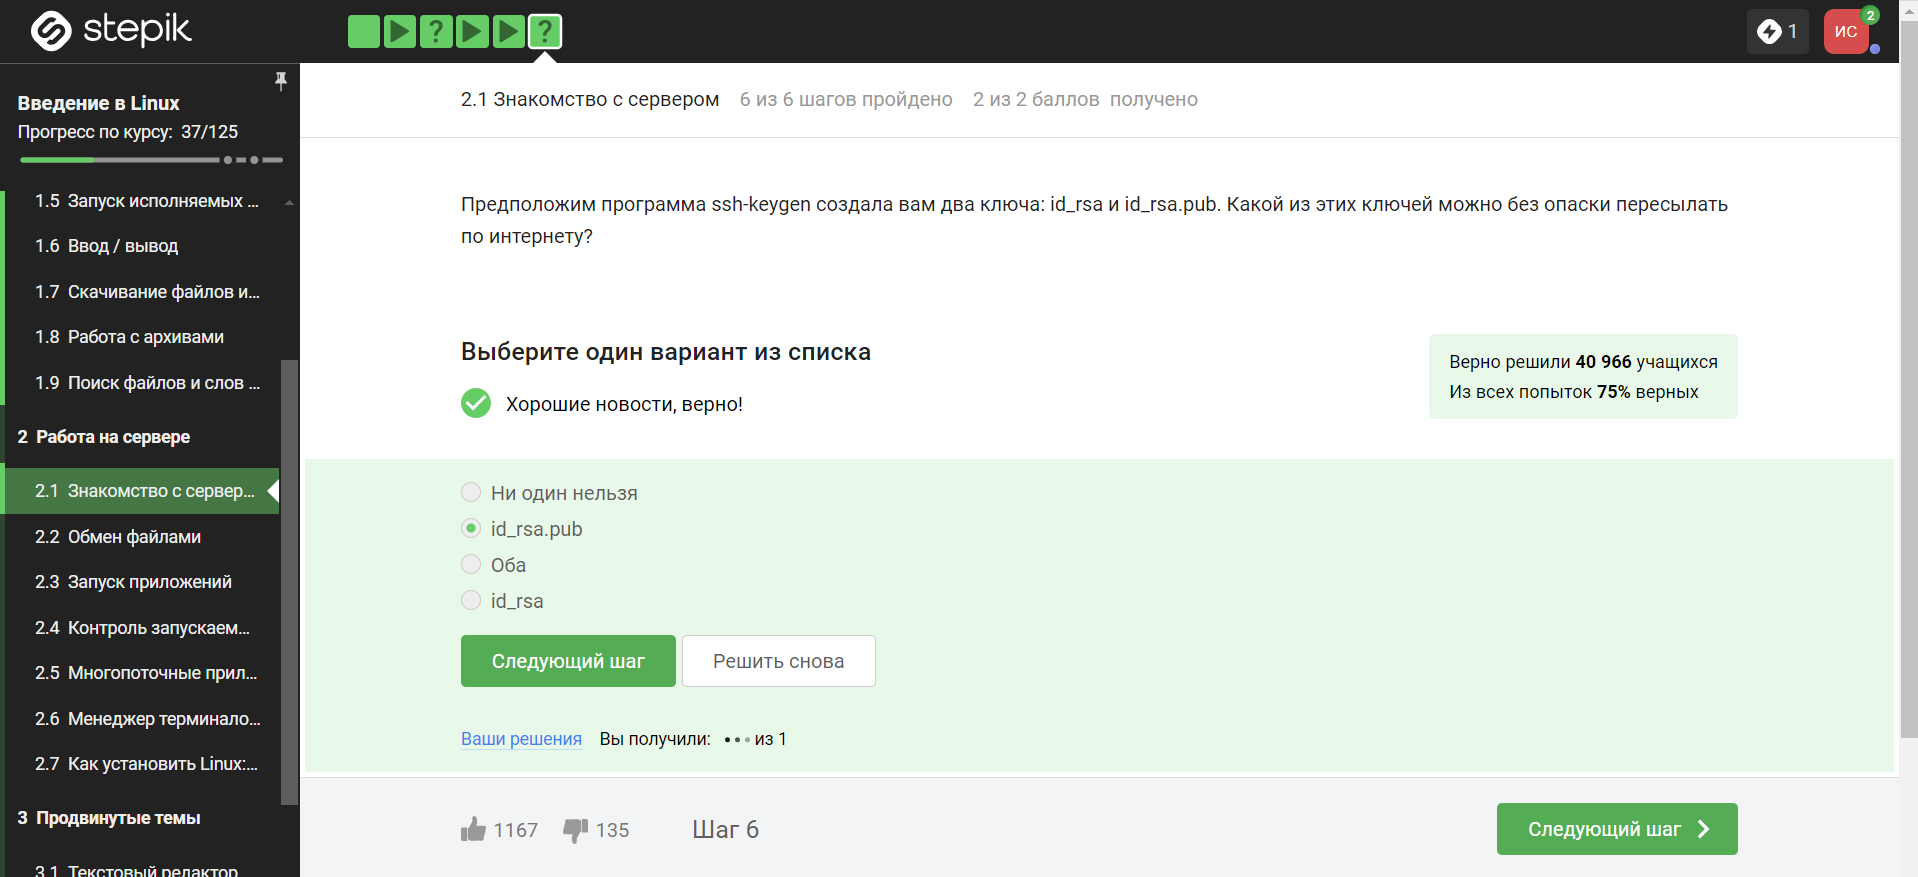 stepik
?
?
1
ИС
2
Введение в Linux
Прогресс по курсу: 37/125
1.5 Запуск исполняемых ...
1.6 Ввод / вывод
1.7 Скачивание файлов и...
1.8 Работа с архивами
1.9 Поиск файлов и слов ...
2 Работа на сервере
2.1 Знакомство с сервер...
2.2 Обмен файлами
2.3 Запуск приложений
2.4 Контроль запускаем...
2.5 Многопоточные прил...
2.6 Менеджер терминало...
2.7 Как установить Linux:...
3 Продвинутые темы
3.1 Текстовый редактор
2.1 Знакомство с сервером 6 из 6 шагов пройдено 2 из 2 баллов получено
Предположим программа ssh-keygen создала вам два ключа: id_rsa и id_rsa.pub. Какой из этих ключей можно без опаски пересылать
по интернету?
Выберите один вариант из списка
Хорошие новости, верно!
Верно решили 40 966 учащихся
Из всех попыток 75% верных
Ни один нельзя
id_rsa.pub
Оба
id_rsa
Следующий шаг
Решить снова
Ваши решения Вы получили: ••• из 1
1167
135
Шаг 6
Следующий шаг